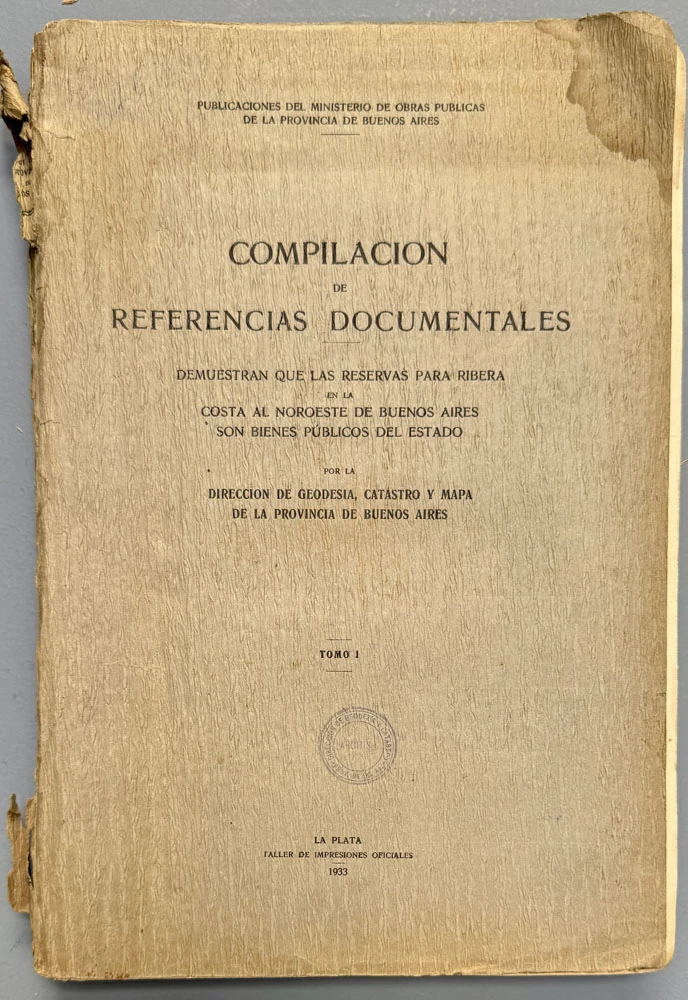 PUBLICACIONES DEL MINISTERIO DE OBRAS PUBLICAS
DE LA PROVINCIA DE BUENOS AIRES
COMPILACION
DE
REFERENCIAS DOCUMENTALES
DEMUESTRAN QUE LAS RESERVAS PARA RIBERA
EN LA
COSTA AL NOROESTE DE BUENOS AIRES
SON BIENES PÚBLICOS DEL ESTADO
POR LA
DIRECCION DE GEODESIA, CATASTRO Y MAPA
DE LA PROVINCIA DE BUENOS AIRES
TOMO I
LA PLATA
TALLER DE IMPRESIONES OFICIALES
1933